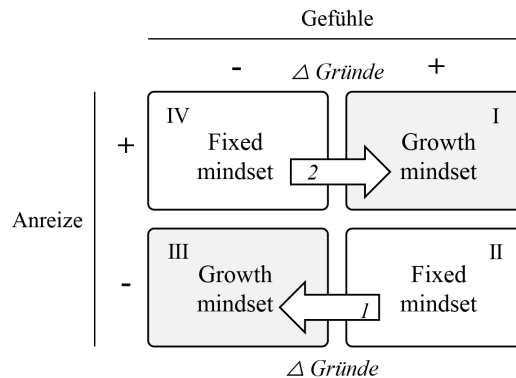 Gefühle
- △ Gründe +
IV
Fixed
mindset
I
Growth
mindset
2
+
Anreize
-
III
Growth
mindset
II
Fixed
mindset
1
△ Gründe